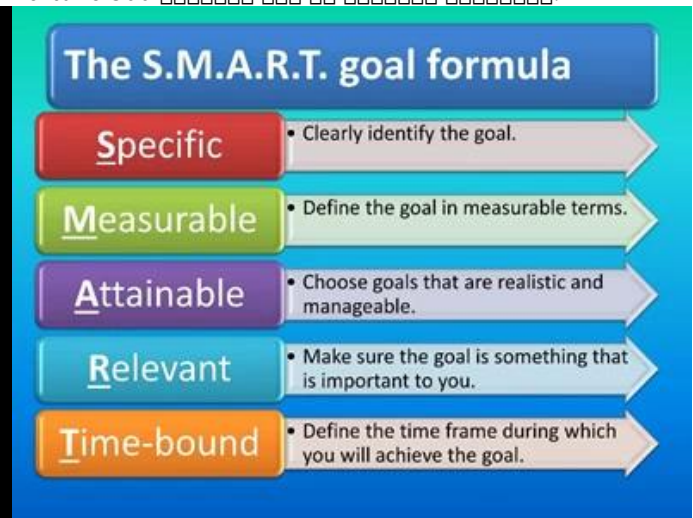 The S.M.A.R.T. goal formula
Specific
• Clearly identify the goal.
Measurable
• Define the goal in measurable terms.
Attainable
• Choose goals that are realistic and
manageable.
Relevant
• Make sure the goal is something that
is important to you.
Time-bound
• Define the time frame during which
you will achieve the goal.